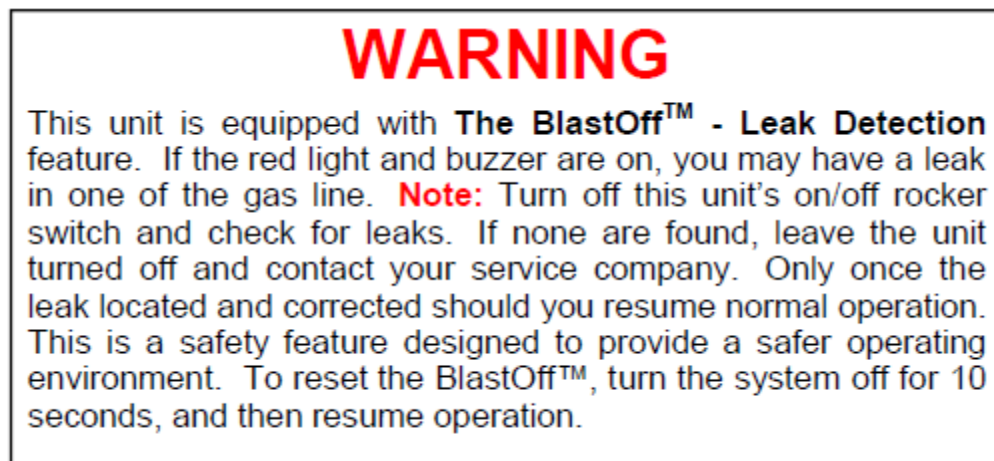 WARNING
This unit is equipped with The BlastOff™ - Leak Detection
feature. If the red light and buzzer are on, you may have a leak
in one of the gas line. Note: Turn off this unit's on/off rocker
switch and check for leaks. If none are found, leave the unit
turned off and contact your service company. Only once the
leak located and corrected should you resume normal operation.
This is a safety feature designed to provide a safer operating
environment. To reset the BlastOff™, turn the system off for 10
seconds, and then resume operation.